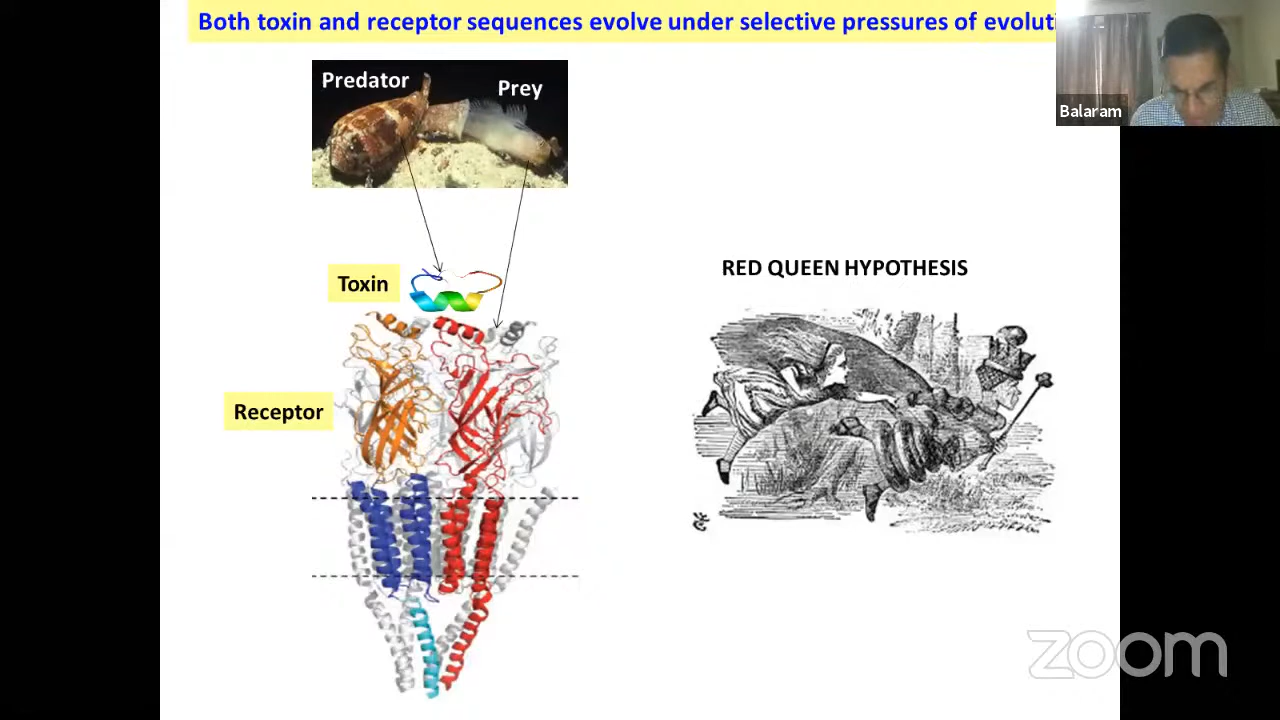 Both toxin and receptor sequences evolve under selective pressures of evoluti
Balaram
Predator
Prey
RED QUEEN HYPOTHESIS
Toxin
Receptor
zoom